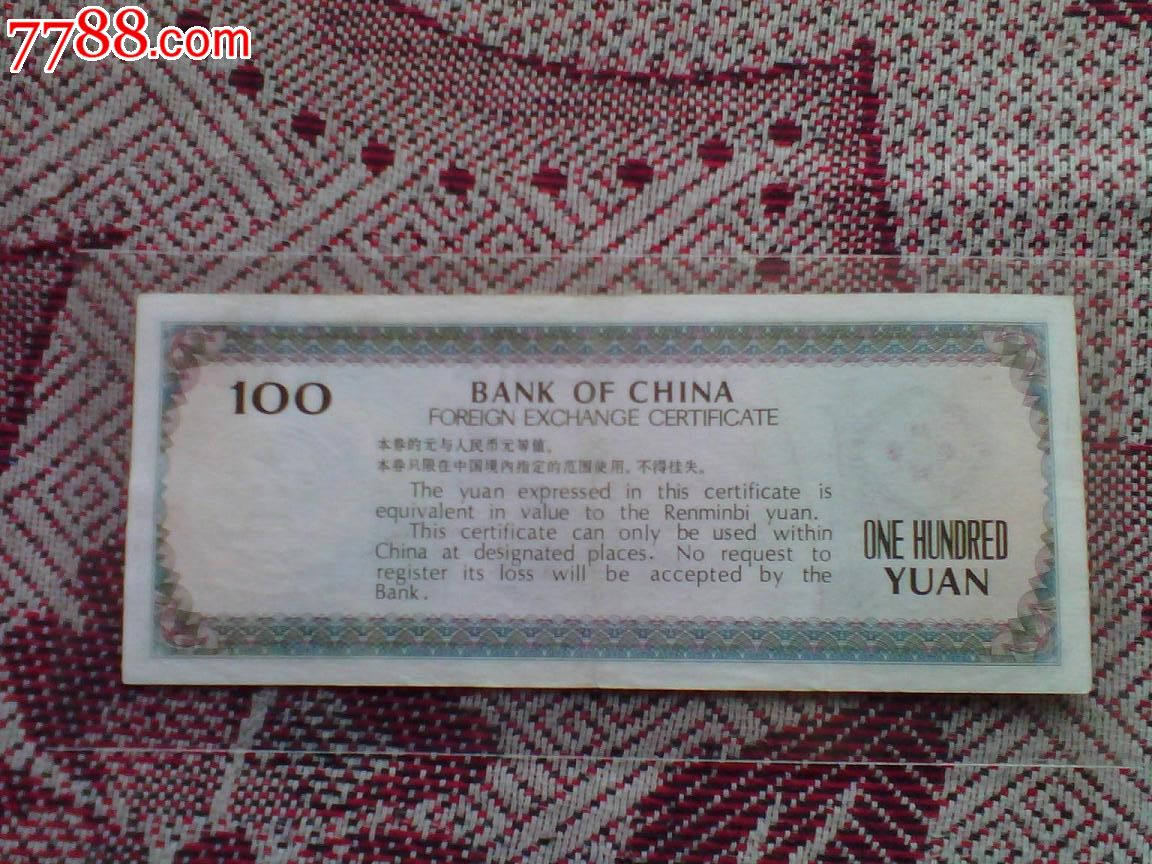 7788.com
100
BANK OF CHINA
FOREIGN EXCHANGE CERTIFICATE
本券的元与人民币元等值。
本券只限在中国境内指定的范围使用，不得挂失。
The yuan expressed in this certificate is
equivalent in value to the Renminbi yuan.
This certificate can only be used within
China at designated places. No request to
register its loss will be accepted by the
Bank.
ONE HUNDRED
YUAN